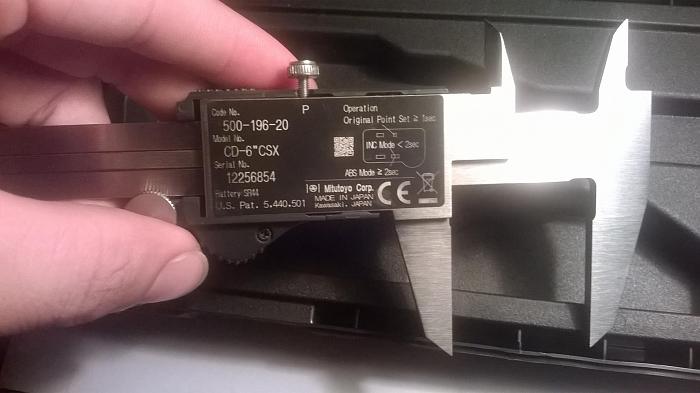 P
Code No.
500-196-20
Model No.
CD-6"CSX
Serial No.
12256854
Battery SR44
U.S. Pat. 5.440.501
Operation
Original Point Set ≥ 1sec
INC Mode < 2sec
ABS Mode ≥ 2sec
Mitutoyo Corp.
MADE IN JAPAN
Kawasaki, JAPAN
CE